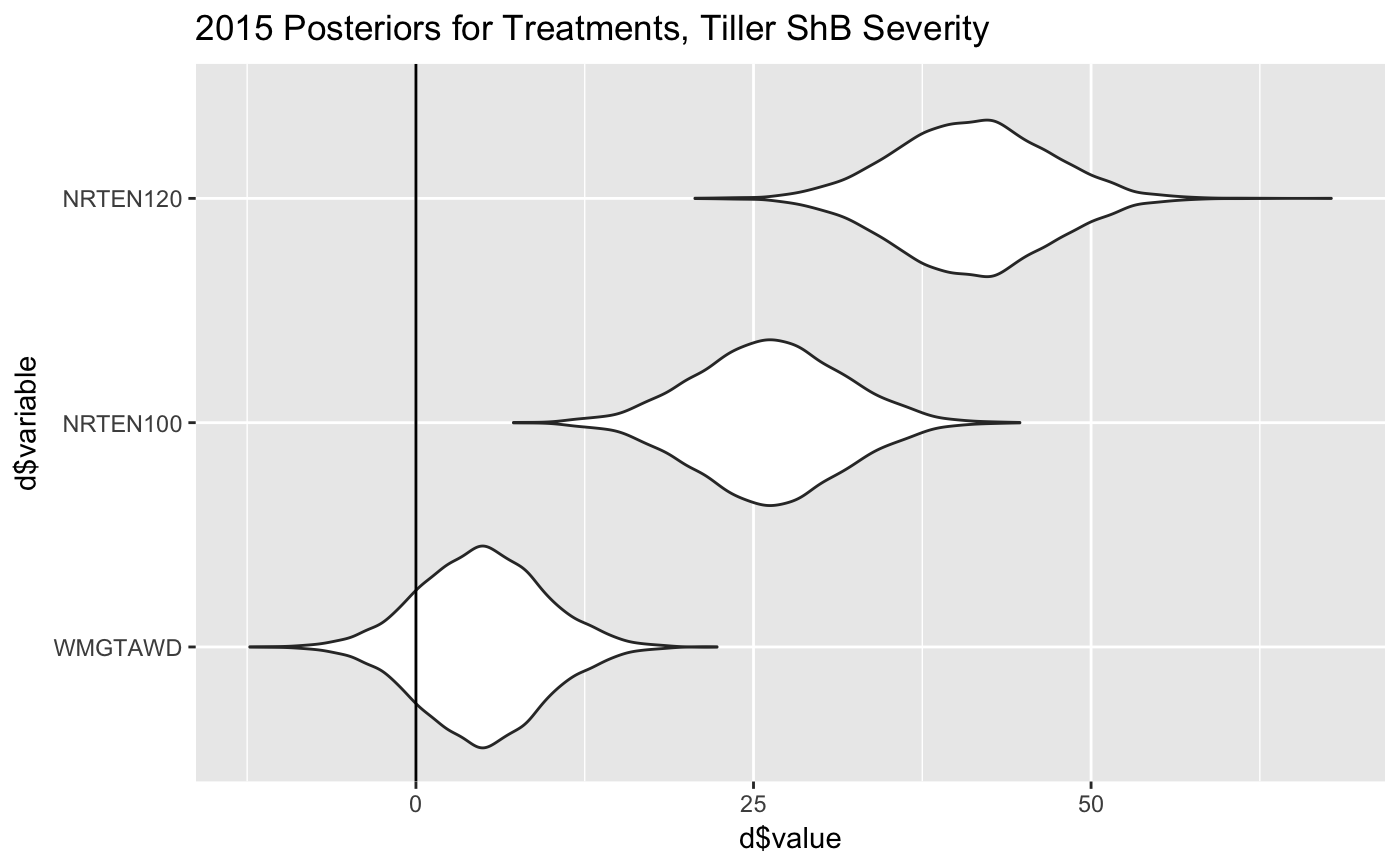 2015 Posteriors for Treatments, Tiller ShB Severity
NRTEN120
NRTEN100
WMGTAWD
d$variable
0 25 50
d$value